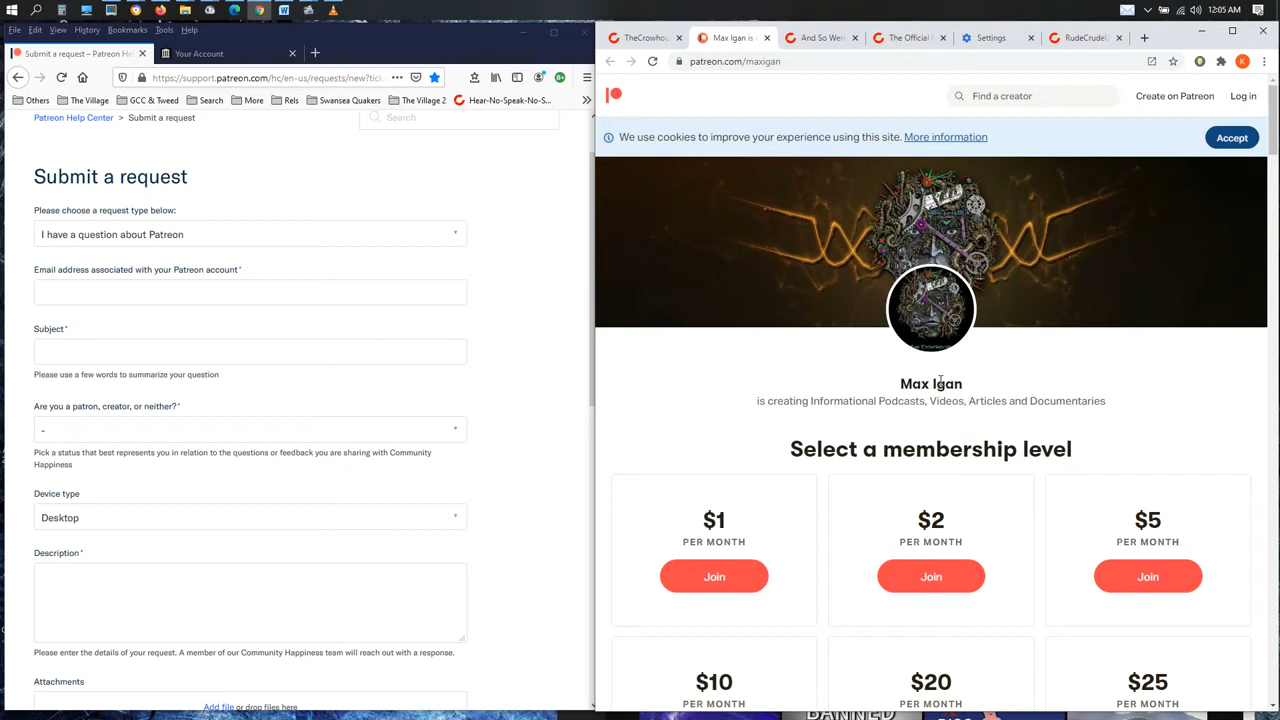 12:05 AM
File Edit View History Bookmarks Tools Help
Submit a request – Patreon He
Your Account
https://support.patreon.com/hc/en-us/requests/new?tick
Others The Village GCC & Tweed Search More Rels Swansea Quakers The Village 2 Hear-No-Speak-No-S...
Patreon Help Center > Submit a request
Search
Submit a request
Please choose a request type below:
I have a question about Patreon
Email address associated with your Patreon account*
Subject*
Please use a few words to summarize your question
Are you a patron, creator, or neither?*
-
Pick a status that best represents you in relation to the questions or feedback you are sharing with Community
Happiness
Device type
Desktop
Description*
Please enter the details of your request. A member of our Community Happiness team will reach out with a response.
Attachments
Add file or drop files here
TheCrowhou
Max Igan is
And So Wen
The Official
Settings
RudeCrudeL
patreon.com/maxigan
Find a creator
Create on Patreon
Log in
We use cookies to improve your experience using this site. More information
Accept
Max Igan
is creating Informational Podcasts, Videos, Articles and Documentaries
Select a membership level
$1 $2 $5
PER MONTH PER MONTH PER MONTH
Join Join Join
$10 $20 $25
PER MONTH PER MONTH PER MONTH
BANNED